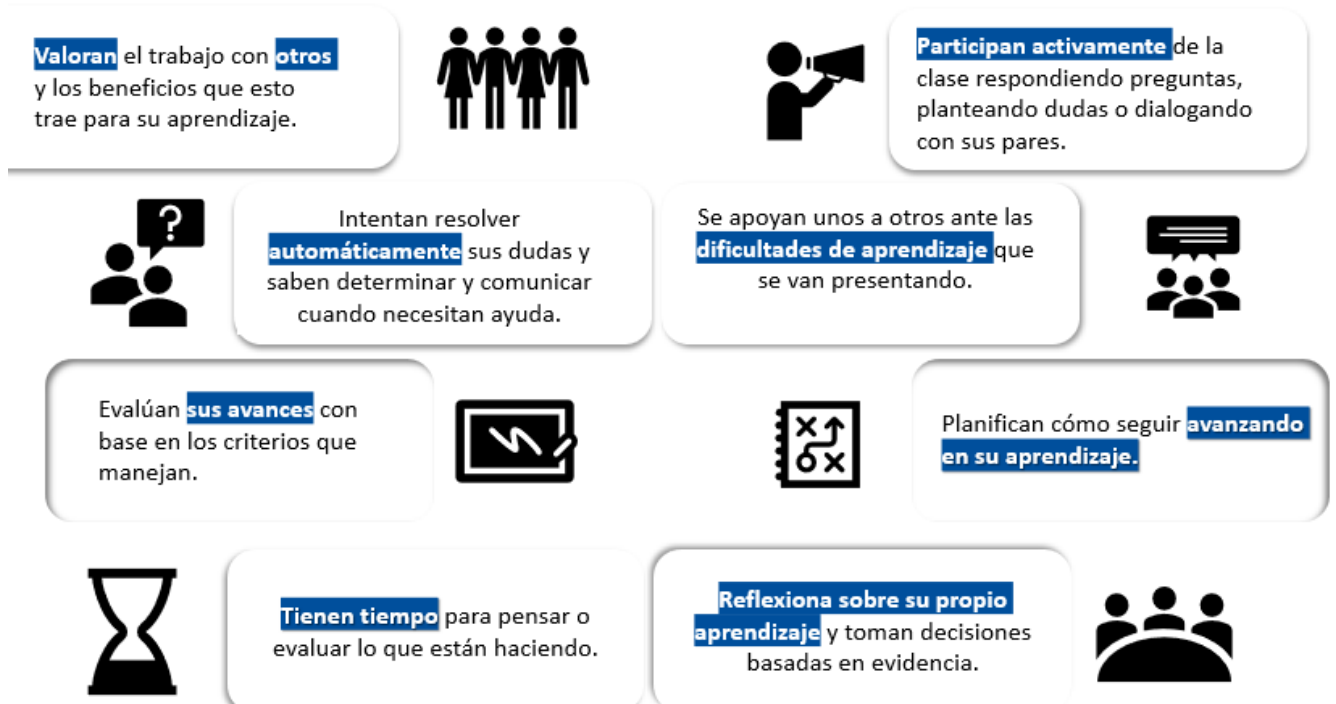 Valoran el trabajo con otros
y los beneficios que esto
trae para su aprendizaje.
Participan activamente de la
clase respondiendo preguntas,
planteando dudas o dialogando
con sus pares.
?
Intentan resolver
automáticamente sus dudas y
saben determinar y comunicar
cuando necesitan ayuda.
Se apoyan unos a otros ante las
dificultades de aprendizaje que
se van presentando.
Evalúan sus avances con
base en los criterios que
manejan.
Planifican cómo seguir avanzando
en su aprendizaje.
Tienen tiempo para pensar o
evaluar lo que están haciendo.
Reflexiona sobre su propio
aprendizaje y toman decisiones
basadas en evidencia.